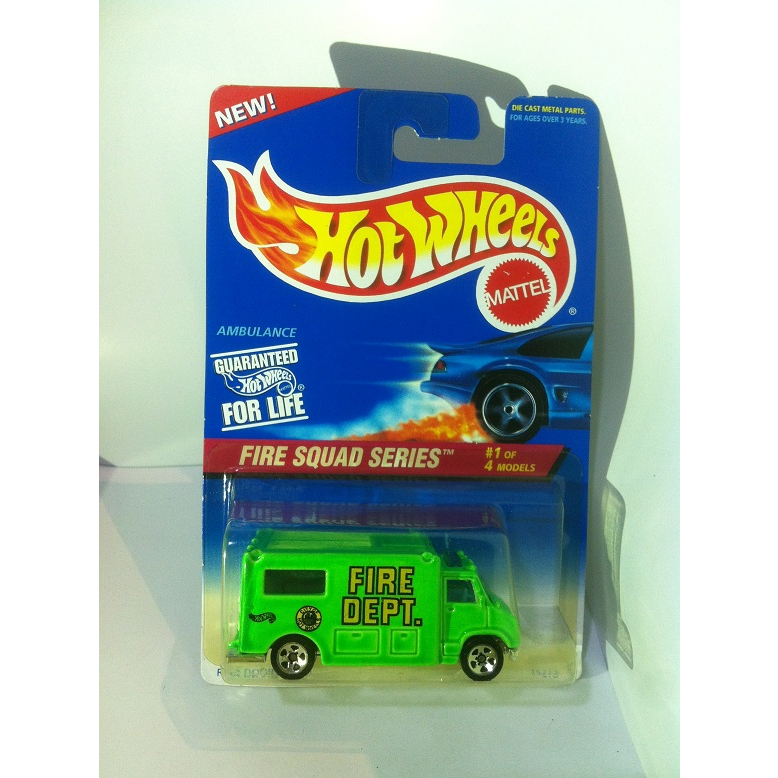 NEW!
DIE CAST METAL PARTS.
FOR AGES OVER 3 YEARS.
HOT WHEELS
MATTEL
®
AMBULANCE
GUARANTEED
HOT WHEELS ®
FOR LIFE
FIRE SQUAD SERIES™
#1 OF
4 MODELS
FIRE
DEPT.